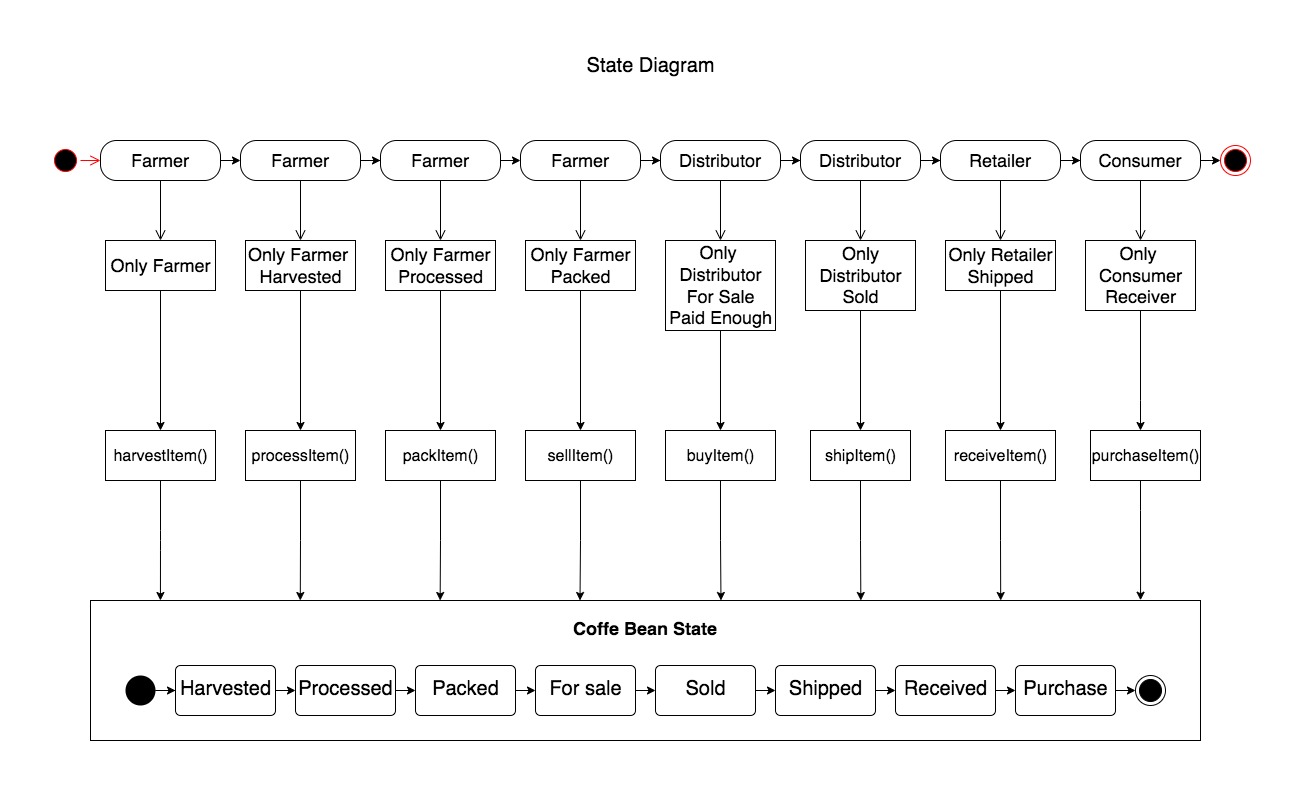 State Diagram
Farmer
Farmer
Farmer
Farmer
Distributor
Distributor
Retailer
Consumer
Only Farmer
Only Farmer
Harvested
Only Farmer
Processed
Only Farmer
Packed
Only
Distributor
For Sale
Paid Enough
Only
Distributor
Sold
Only Retailer
Shipped
Only
Consumer
Receiver
harvestItem()
processItem()
packItem()
sellItem()
buyItem()
shipItem()
receiveItem()
purchaseItem()
Coffe Bean State
Harvested
Processed
Packed
For sale
Sold
Shipped
Received
Purchase